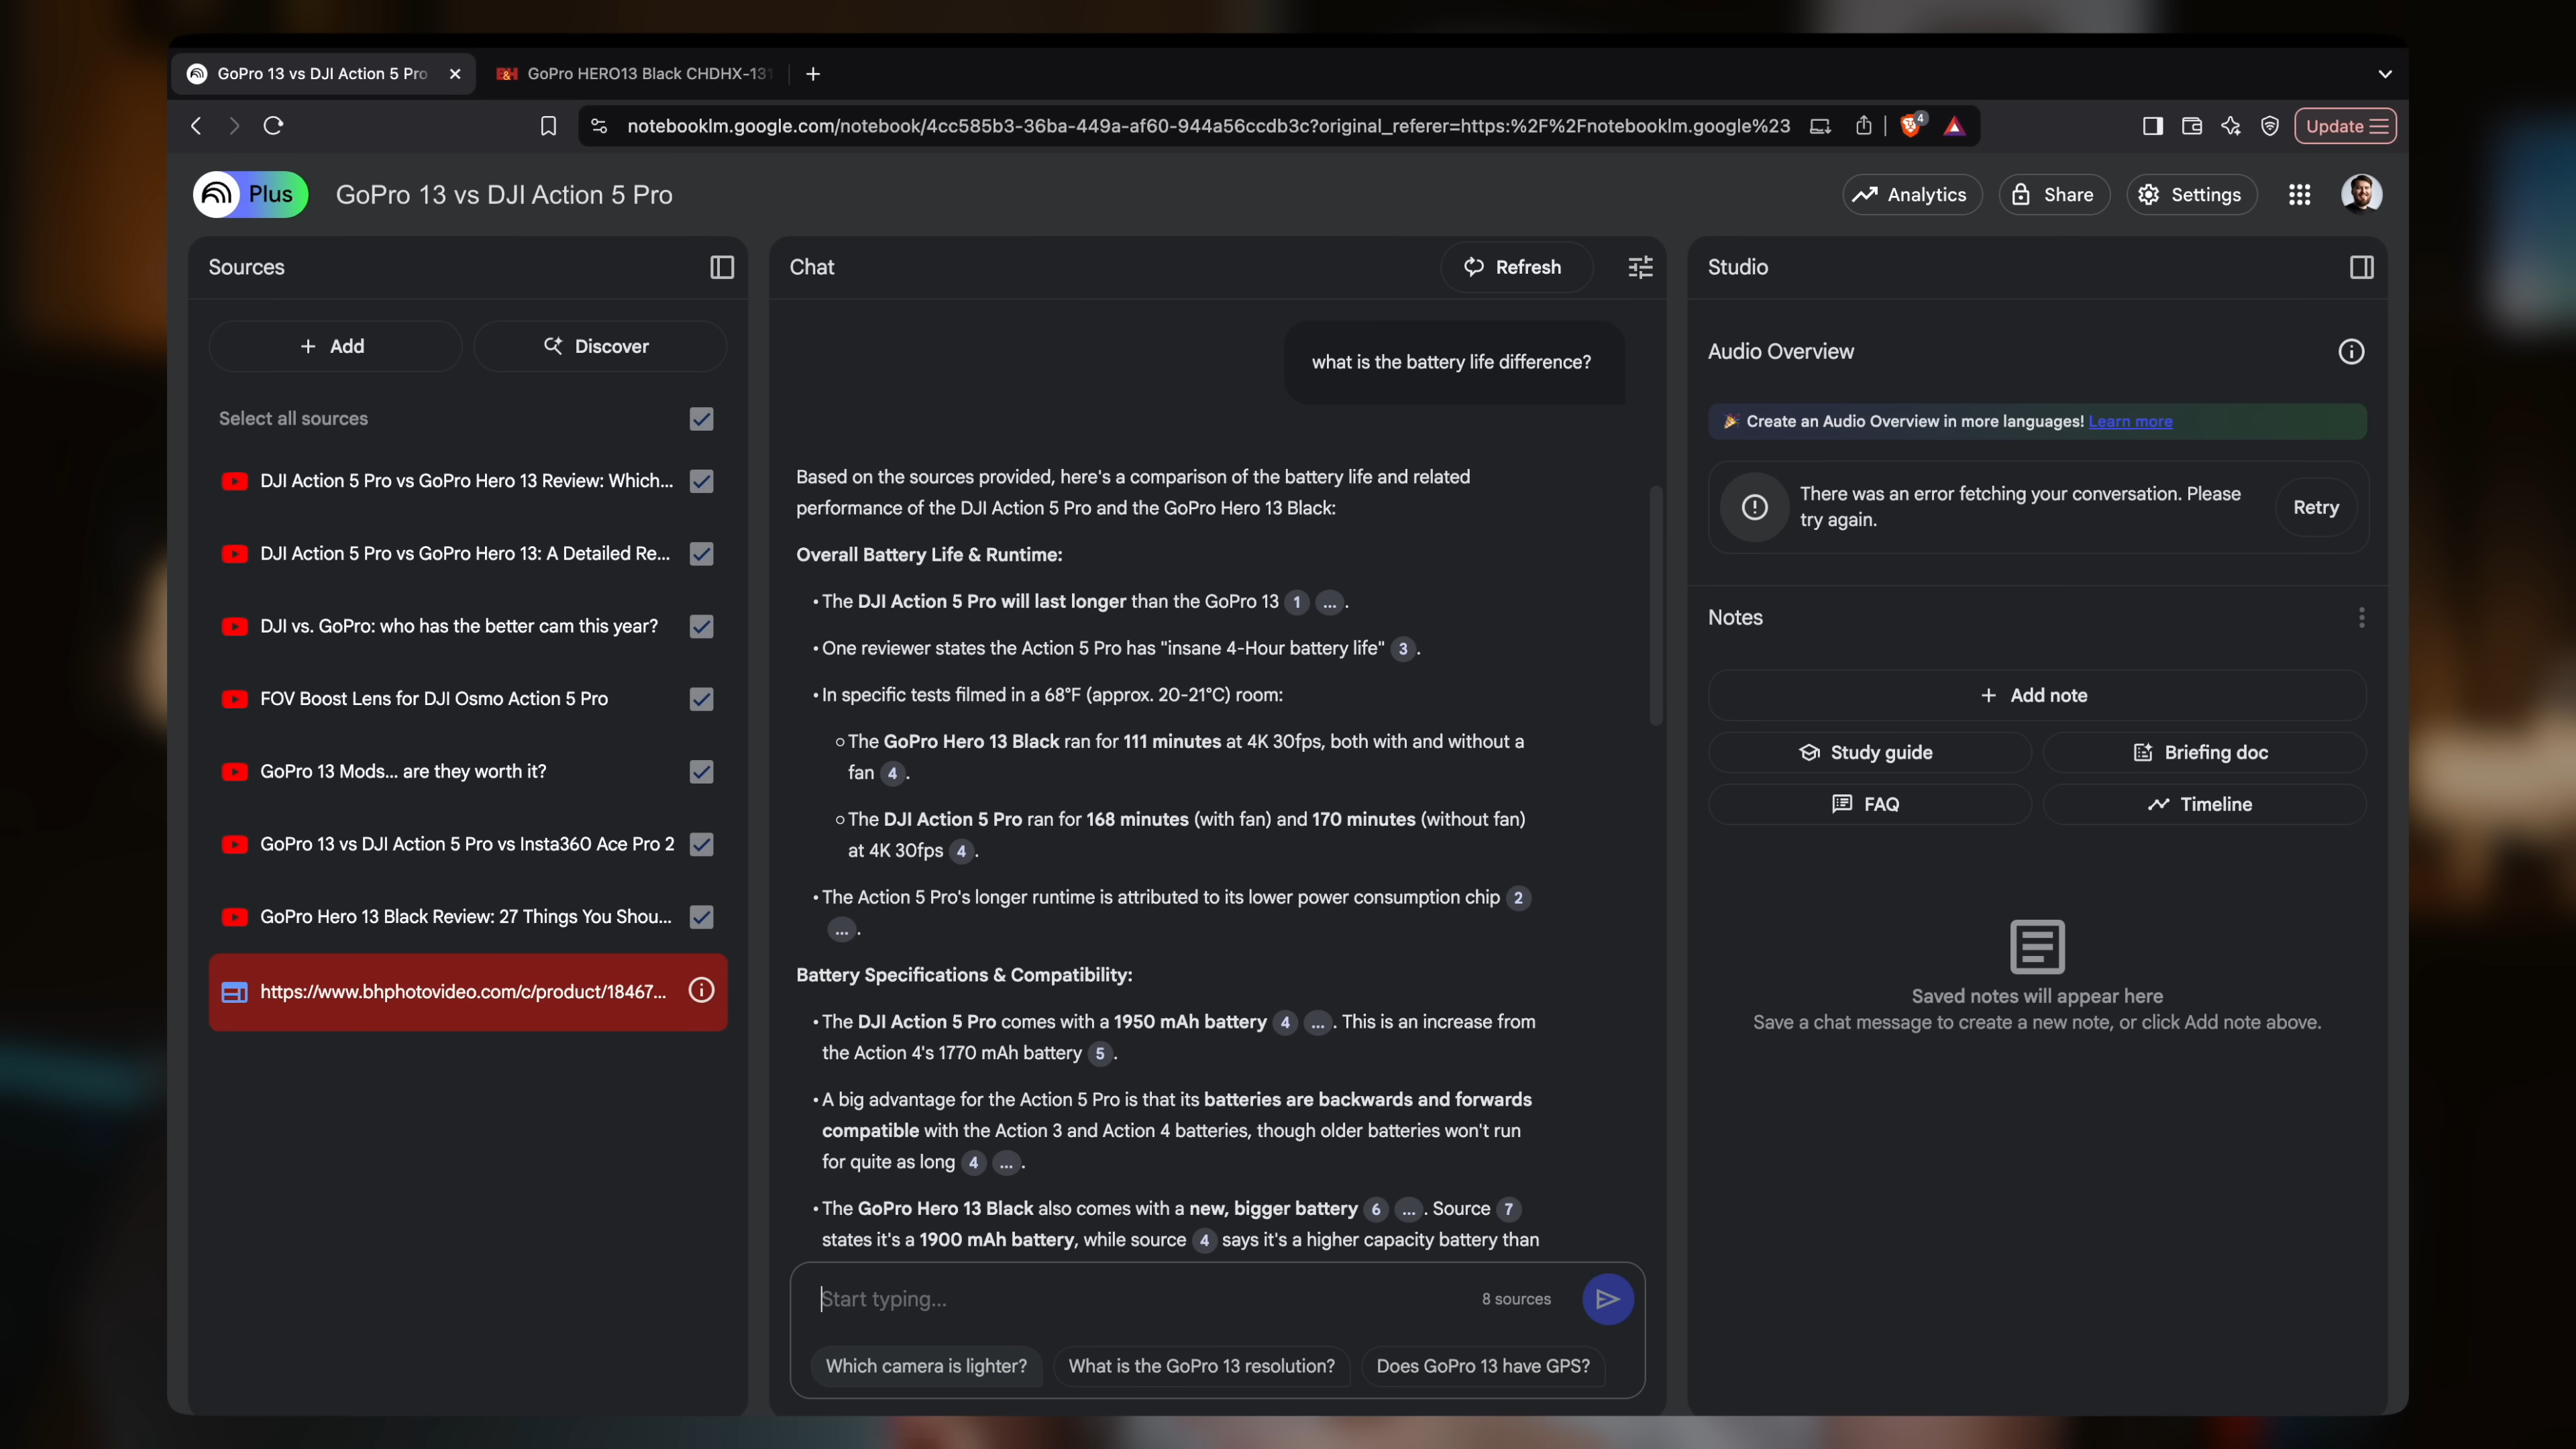 GoPro 13 vs DJI Action 5 Pro
B&H GoPro HERO13 Black CHDHX-131
notebooklm.google.com/notebook/4cc585b3-36ba-449a-af60-944a56ccdb3c?original_referer=https:%2F%2Fnotebooklm.google%23
4
Update
Plus
GoPro 13 vs DJI Action 5 Pro
Analytics
Share
Settings
Sources
Add
Discover
Select all sources
DJI Action 5 Pro vs GoPro Hero 13 Review: Which...
DJI Action 5 Pro vs GoPro Hero 13: A Detailed Re...
DJI vs. GoPro: who has the better cam this year?
FOV Boost Lens for DJI Osmo Action 5 Pro
GoPro 13 Mods... are they worth it?
GoPro 13 vs DJI Action 5 Pro vs Insta360 Ace Pro 2
GoPro Hero 13 Black Review: 27 Things You Shou...
https://www.bhphotovideo.com/c/product/18467...
Chat
Refresh
what is the battery life difference?
Based on the sources provided, here's a comparison of the battery life and related
performance of the DJI Action 5 Pro and the GoPro Hero 13 Black:
Overall Battery Life & Runtime:
• The DJI Action 5 Pro will last longer than the GoPro 13 1 ... .
• One reviewer states the Action 5 Pro has "insane 4-Hour battery life" 3 .
• In specific tests filmed in a 68°F (approx. 20-21°C) room:
○ The GoPro Hero 13 Black ran for 111 minutes at 4K 30fps, both with and without a
fan 4 .
○ The DJI Action 5 Pro ran for 168 minutes (with fan) and 170 minutes (without fan)
at 4K 30fps 4 .
• The Action 5 Pro's longer runtime is attributed to its lower power consumption chip 2
... .
Battery Specifications & Compatibility:
• The DJI Action 5 Pro comes with a 1950 mAh battery 4 ... . This is an increase from
the Action 4's 1770 mAh battery 5 .
• A big advantage for the Action 5 Pro is that its batteries are backwards and forwards
compatible with the Action 3 and Action 4 batteries, though older batteries won't run
for quite as long 4 ... .
• The GoPro Hero 13 Black also comes with a new, bigger battery 6 ... . Source 7
states it's a 1900 mAh battery, while source 4 says it's a higher capacity battery than
Start typing...
8 sources
Which camera is lighter?
What is the GoPro 13 resolution?
Does GoPro 13 have GPS?
Studio
Audio Overview
🎉 Create an Audio Overview in more languages! Learn more
There was an error fetching your conversation. Please
try again.
Retry
Notes
Add note
Study guide
Briefing doc
FAQ
Timeline
Saved notes will appear here
Save a chat message to create a new note, or click Add note above.